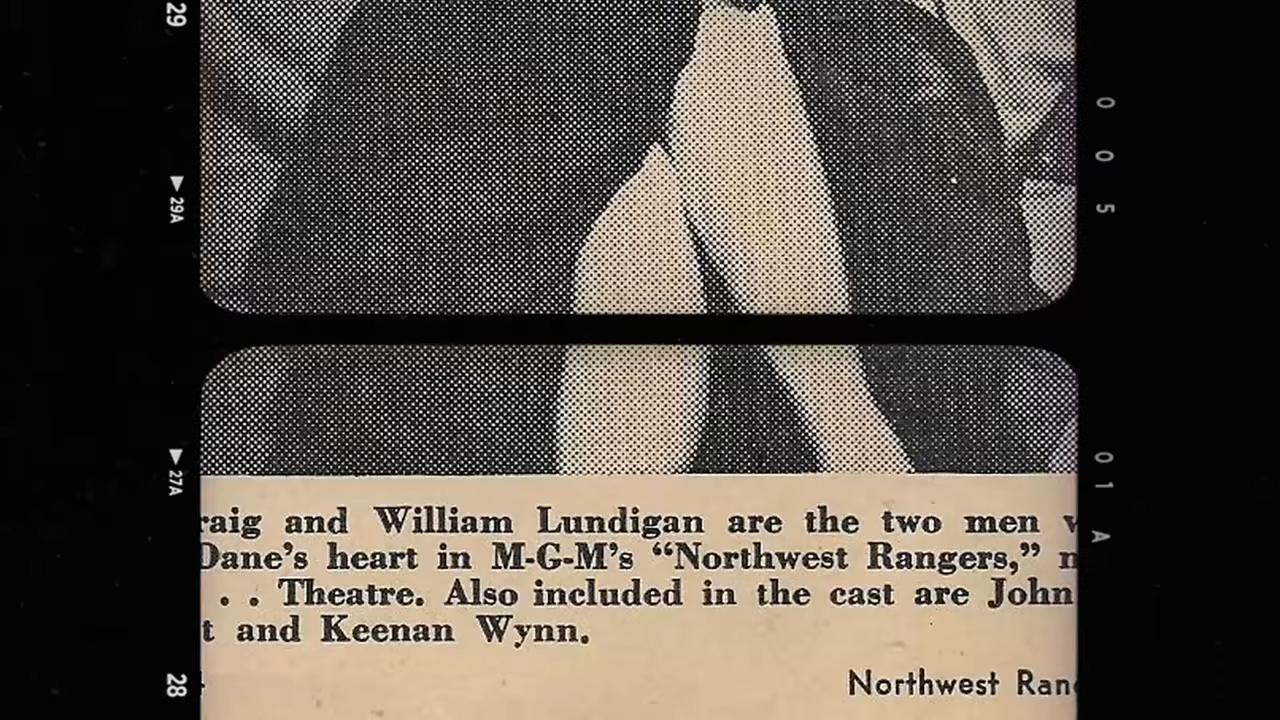 29
▶ 29A
0 0 5
▶ 27A
0 1 A
raig and William Lundigan are the two men
Dane's heart in M-G-M's “Northwest Rangers,”
. . Theatre. Also included in the cast are John
t and Keenan Wynn.
28
Northwest Ran